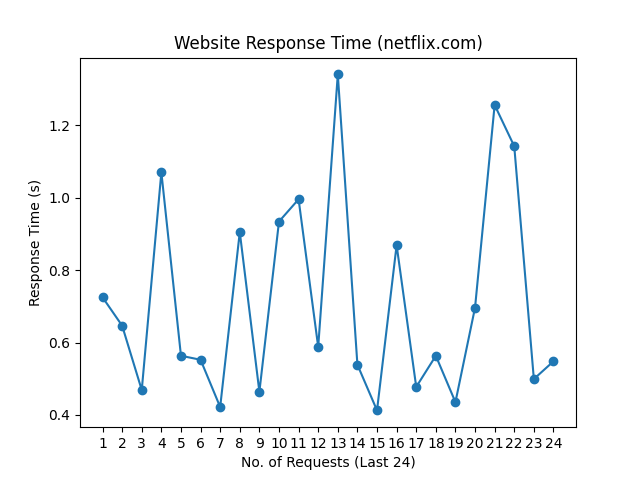 Website Response Time (netflix.com)
1.2
1.0
0.8
0.6
0.4
Response Time (s)
1 2 3 4 5 6 7 8 9 10 11 12 13 14 15 16 17 18 19 20 21 22 23 24
No. of Requests (Last 24)